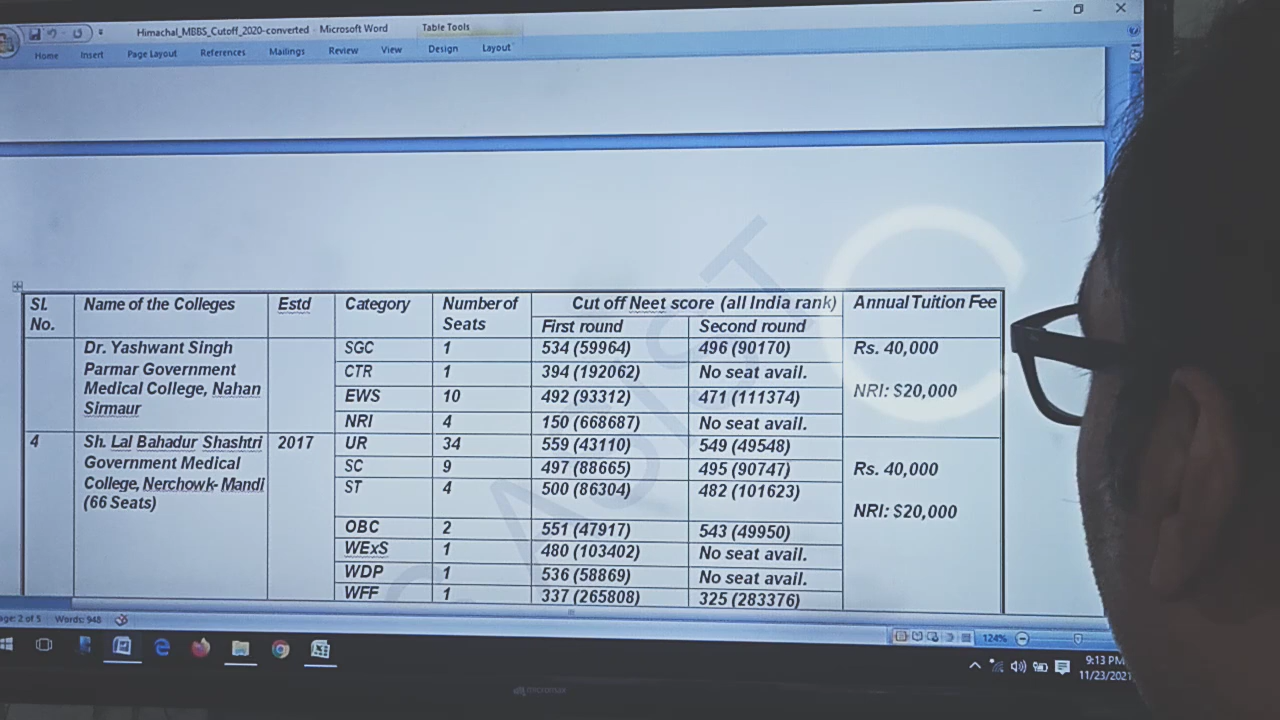 Himachal_MBBS_Cutoff_2020-converted - Microsoft Word Table Tools
Home Insert Page Layout References Mailings Review View Design Layout
SL No. Name of the Colleges Estd Category Number of Seats Cut off Neet score (all India rank) Annual Tuition Fee
First round Second round
Dr. Yashwant Singh SGC 1 534 (59964) 496 (90170) Rs. 40,000
Parmar Government CTR 1 394 (192062) No seat avail.
Medical College, Nahan EWS 10 492 (93312) 471 (111374) NRI: $20,000
Sirmaur NRI 4 150 (668687) No seat avail.
4 Sh. Lal Bahadur Shashtri 2017 UR 34 559 (43110) 549 (49548)
Government Medical SC 9 497 (88665) 495 (90747) Rs. 40,000
College, Nerchowk- Mandi ST 4 500 (86304) 482 (101623)
(66 Seats) NRI: $20,000
OBC 2 551 (47917) 543 (49950)
WExS 1 480 (103402) No seat avail.
WDP 1 536 (58869) No seat avail.
WFF 1 337 (265808) 325 (283376)
Page: 2 of 5 Words: 948 124%
9:13 PM
11/23/2021
micromax